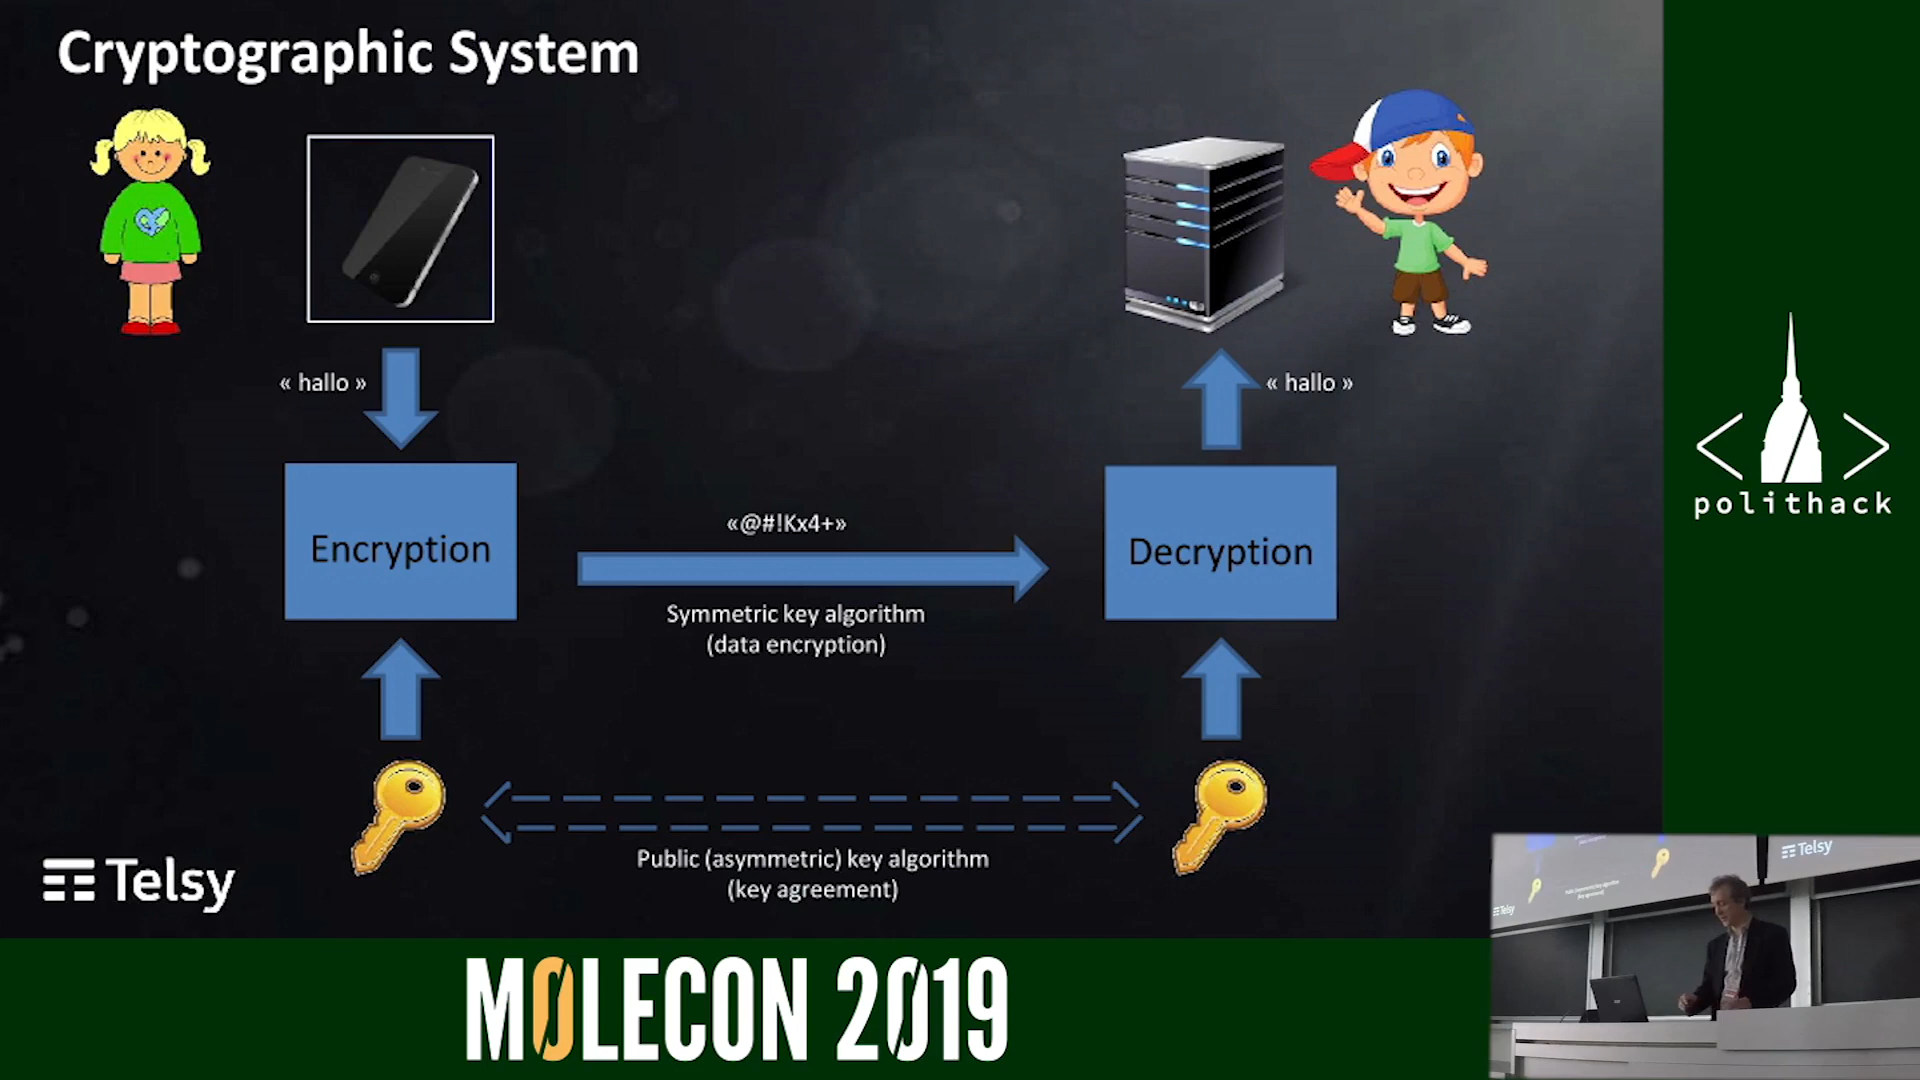 Cryptographic System
« hallo »
« hallo »
Encryption
«@#!Kx4+»
Decryption
Symmetric key algorithm
(data encryption)
Public (asymmetric) key algorithm
(key agreement)
Telsy
polithack
MOLECON 2019
Telsy
Telsy